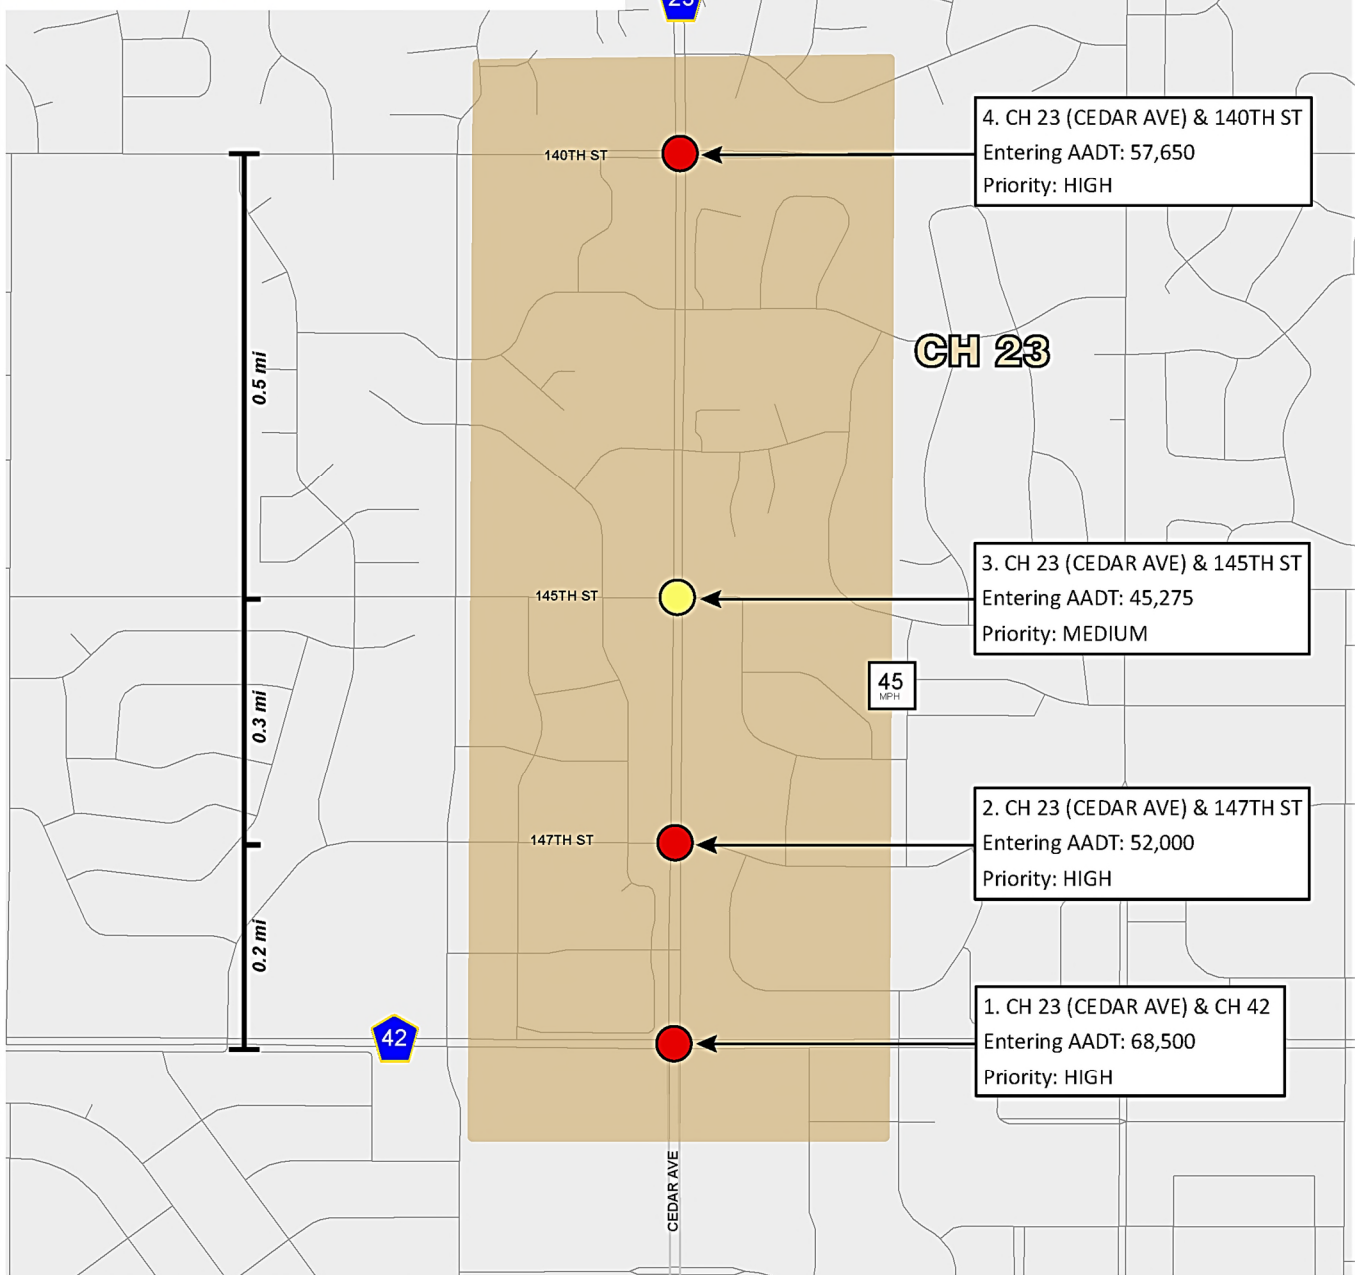 23
140TH ST
4. CH 23 (CEDAR AVE) & 140TH ST
Entering AADT: 57,650
Priority: HIGH
0.5 mi
CH 23
145TH ST
3. CH 23 (CEDAR AVE) & 145TH ST
Entering AADT: 45,275
Priority: MEDIUM
45
MPH
0.3 mi
147TH ST
2. CH 23 (CEDAR AVE) & 147TH ST
Entering AADT: 52,000
Priority: HIGH
0.2 mi
42
1. CH 23 (CEDAR AVE) & CH 42
Entering AADT: 68,500
Priority: HIGH
CEDAR AVE